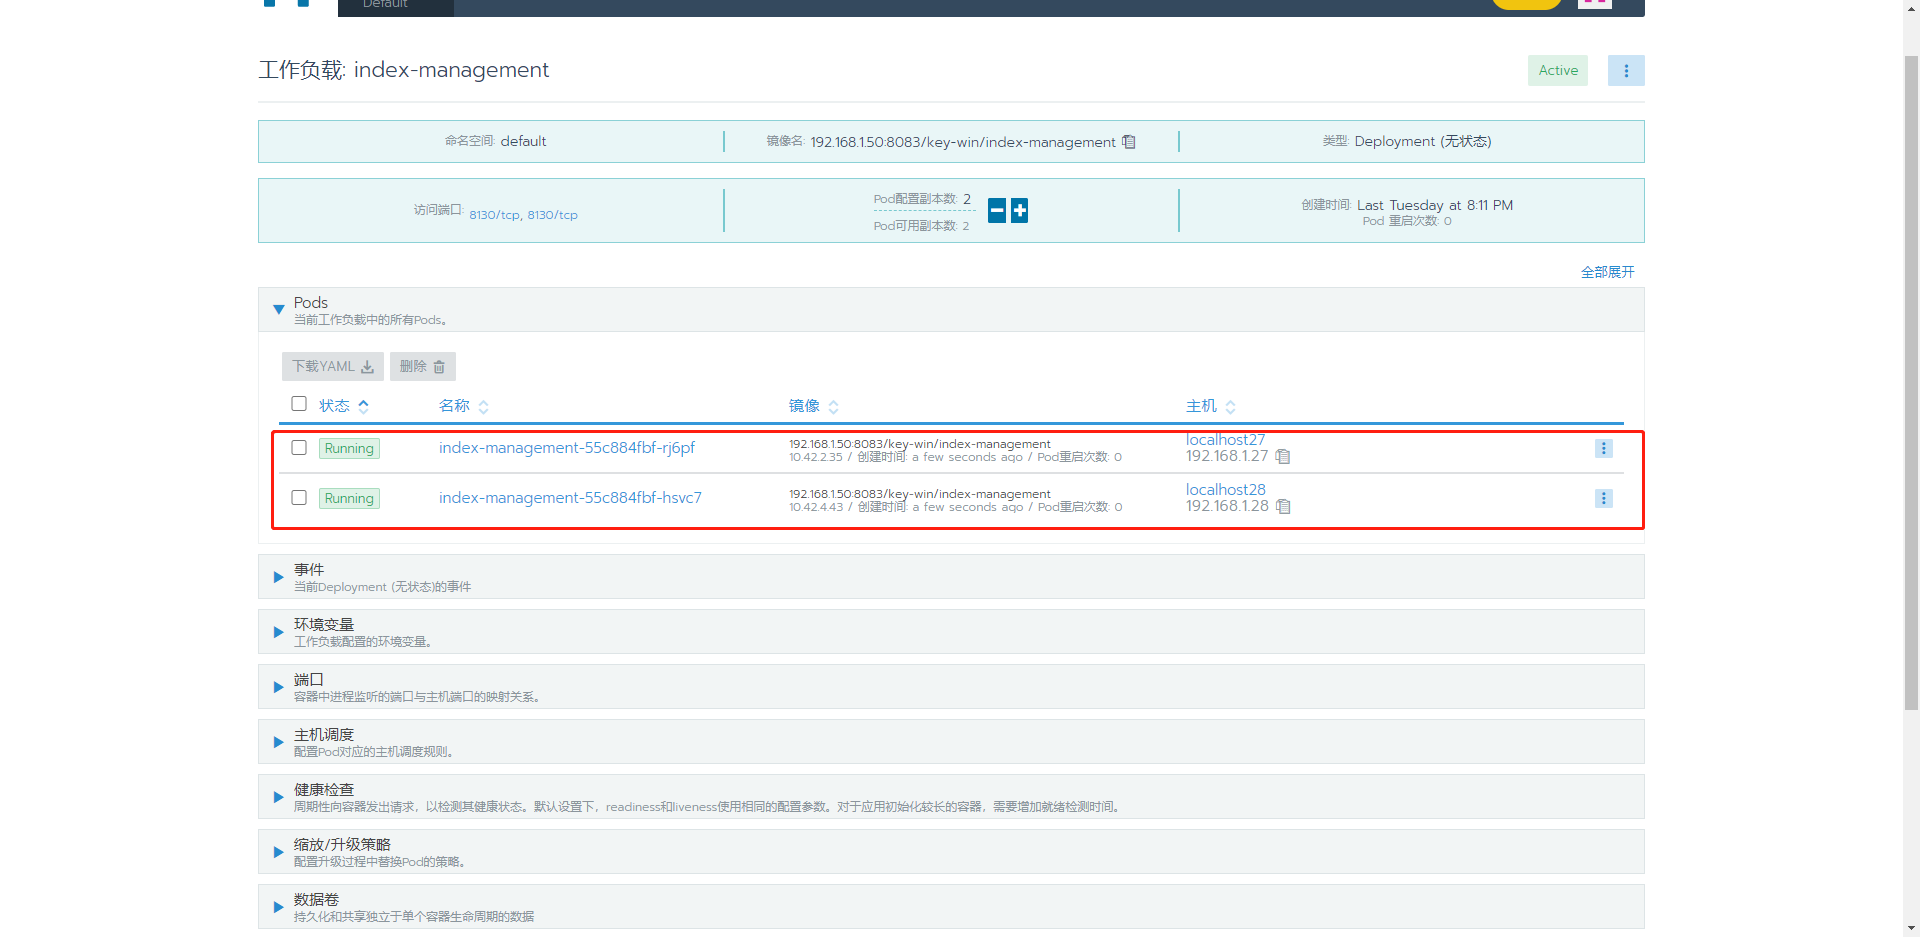 Default
工作负载: index-management
Active
命名空间: default
镜像名: 192.168.1.50:8083/key-win/index-management
类型: Deployment (无状态)
访问端口: 8130/tcp, 8130/tcp
Pod配置副本数: 2
Pod可用副本数: 2
创建时间: Last Tuesday at 8:11 PM
Pod 重启次数: 0
全部展开
Pods
当前工作负载中的所有Pods。
下载YAML
删除
状态 名称 镜像 主机
Running index-management-55c884fbf-rj6pf
192.168.1.50:8083/key-win/index-management
10.42.2.35 / 创建时间: a few seconds ago / Pod重启次数: 0
localhost27
192.168.1.27
Running index-management-55c884fbf-hsvc7
192.168.1.50:8083/key-win/index-management
10.42.4.43 / 创建时间: a few seconds ago / Pod重启次数: 0
localhost28
192.168.1.28
事件
当前Deployment (无状态)的事件
环境变量
工作负载配置的环境变量。
端口
容器中进程监听的端口与主机端口的映射关系。
主机调度
配置Pod对应的主机调度规则。
健康检查
周期性向容器发出请求，以检测其健康状态。默认设置下，readiness和liveness使用相同的配置参数。对于应用初始化较长的容器，需要增加就绪检测时间。
缩放/升级策略
配置升级过程中替换Pod的策略。
数据卷
持久化和共享独立于单个容器生命周期的数据